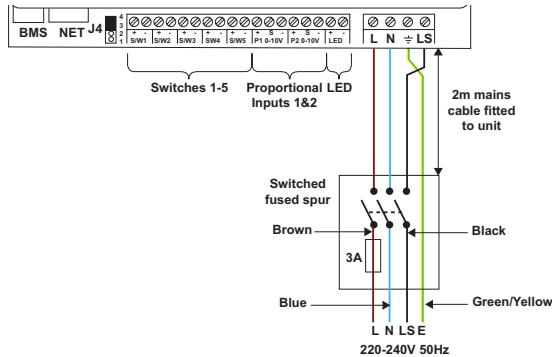 BMS NET J4
4
3
2
1
+ - + - + - + - + - + S - + S - + -
S/W1 S/W2 S/W3 SW4 S/W5 P1 0-10V P2 0-10V LED
L N LS
Switches 1-5
Proportional
Inputs 1&2
LED
2m mains
cable fitted
to unit
Switched
fused spur
Brown
Black
3A
Blue
Green/Yellow
L N LS E
220-240V 50Hz